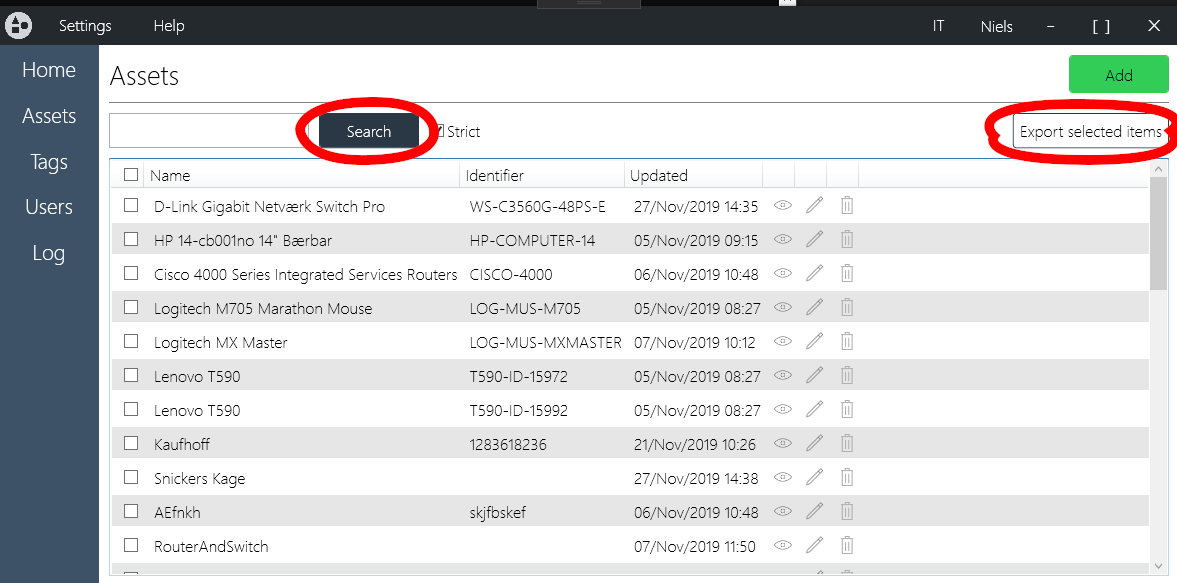 Settings Help IT Niels – [ ] X
Home
Assets
Tags
Users
Log
Assets
Add
Search Strict Export selected items
Name Identifier Updated
D-Link Gigabit Netværk Switch Pro WS-C3560G-48PS-E 27/Nov/2019 14:35
HP 14-cb001no 14" Bærbar HP-COMPUTER-14 05/Nov/2019 09:15
Cisco 4000 Series Integrated Services Routers CISCO-4000 06/Nov/2019 10:48
Logitech M705 Marathon Mouse LOG-MUS-M705 05/Nov/2019 08:27
Logitech MX Master LOG-MUS-MXMASTER 07/Nov/2019 10:12
Lenovo T590 T590-ID-15972 05/Nov/2019 08:27
Lenovo T590 T590-ID-15992 05/Nov/2019 08:27
Kaufhoff 1283618236 21/Nov/2019 10:26
Snickers Kage 27/Nov/2019 14:38
AEfnkh skjfbskef 06/Nov/2019 10:48
RouterAndSwitch 07/Nov/2019 11:50